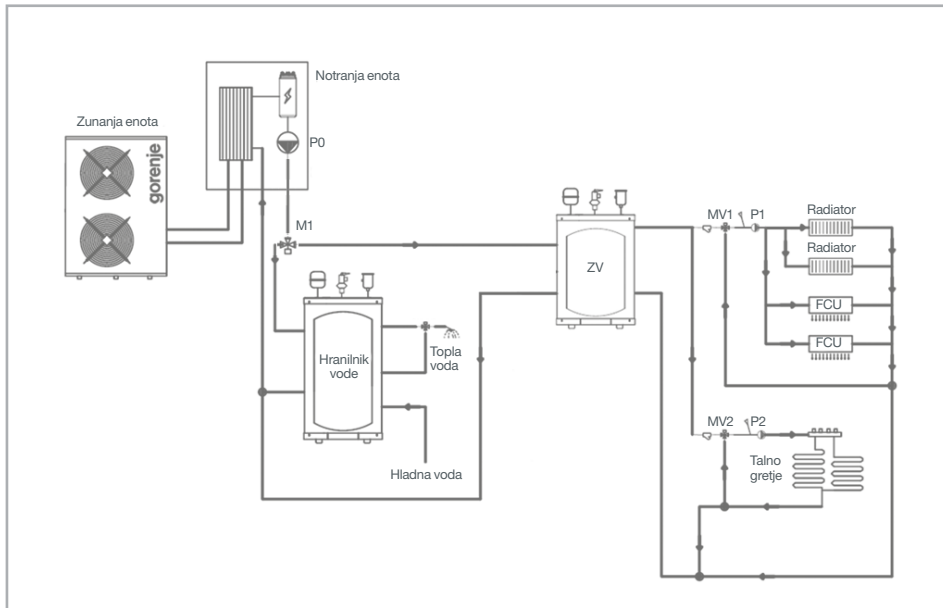 Notranja enota
Zunanja enota
gorenje
P0
M1
MV1
P1
Radiator
Radiator
ZV
FCU
FCU
Hranilnik
vode
Topla
voda
MV2
P2
Talno
gretje
Hladna voda